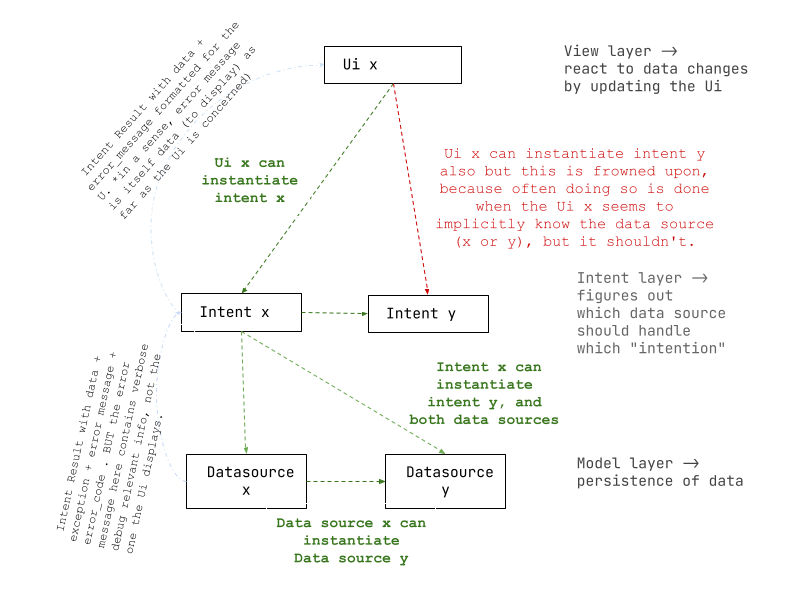 Intent Result with data +
error_message formatted for the
U. *in a sense, error message
is itself data (to display) as
far as the Ui is concerned)
Ui x
View layer ->
react to data changes
by updating the Ui
Ui x can
instantiate
intent x
Ui x can instantiate intent y
also but this is frowned upon,
because often doing so is done
when the Ui x seems to
implicitly know the data source
(x or y), but it shouldn't.
Intent x
Intent y
Intent layer ->
figures out
which data source
should handle
which "intention"
Intent Result with data +
exception + error message +
error_code . BUT the error
message here contains verbose
debug relevant info, not the
one the Ui displays.
Intent x can
instantiate
intent y, and
both data sources
Datasource
x
Datasource
y
Model layer ->
persistence of data
Data source x can
instantiate
Data source y